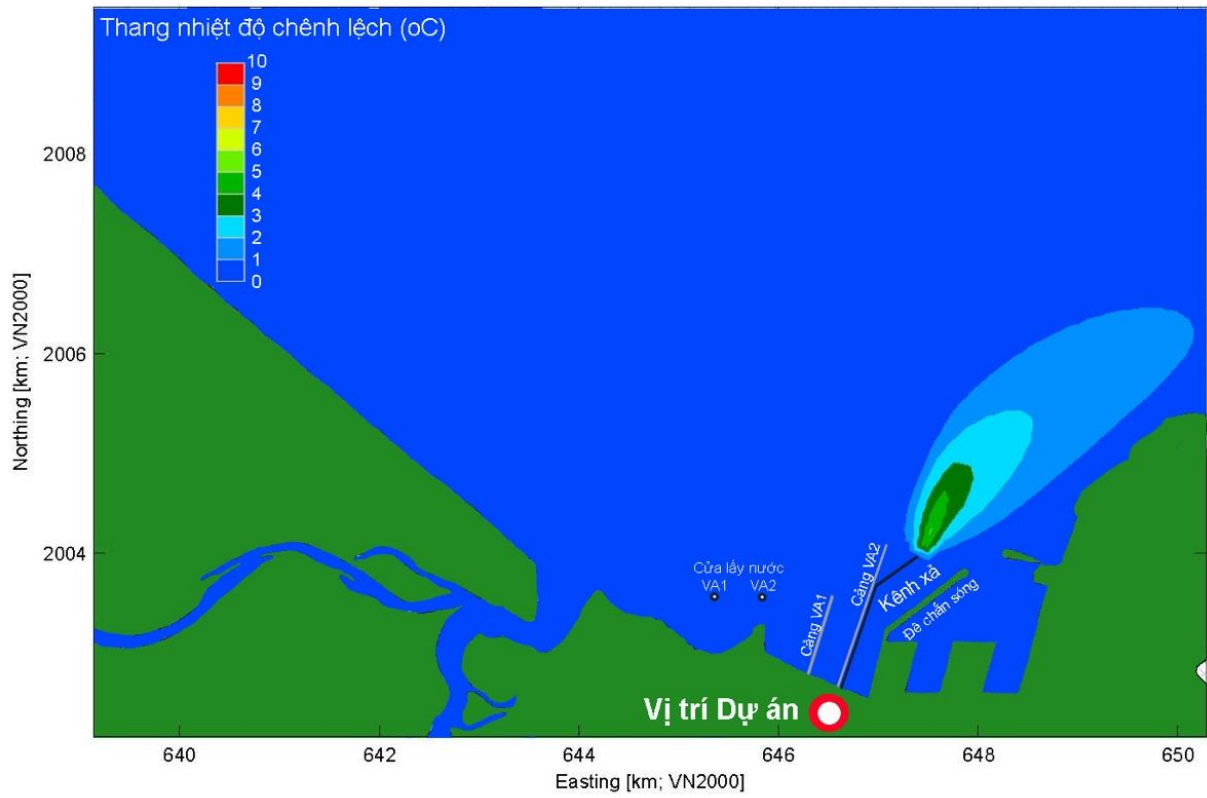 Thang nhiệt độ chênh lệch (oC)
10
9
8
7
6
5
4
3
2
1
0
2008
2006
2004
Northing [km; VN2000]
Cửa lấy nước
VA1 VA2
Cảng VA1
Cảng VA2
Kênh xả
Đê chắn sóng
Vị trí Dự án
640 642 644 646 648 650
Easting [km; VN2000]